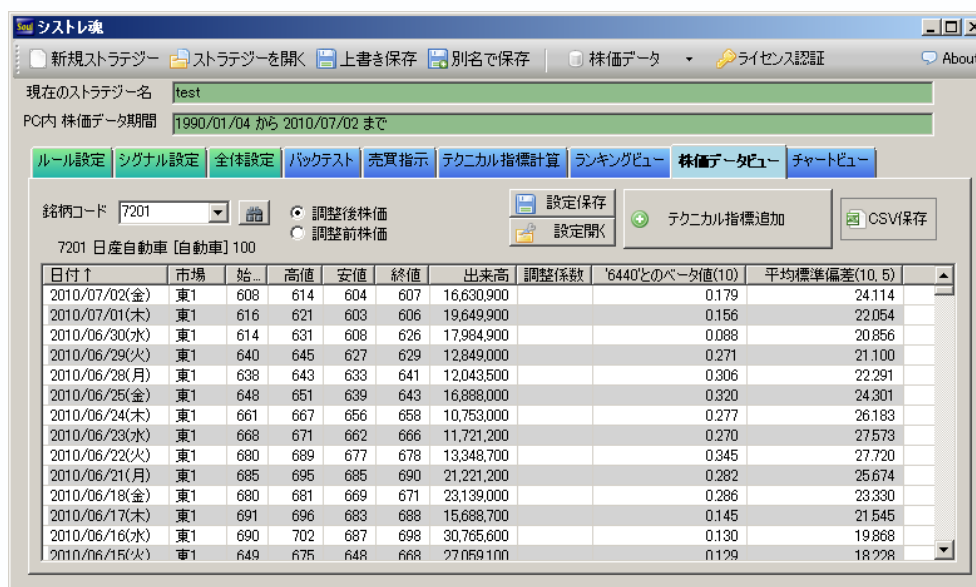 Soul システトレ魂
新規ストラテジー ストラテジーを開く 上書き保存 別名で保存 株価データ ライセンス認証 About
現在のストラテジー名 test
PC内 株価データ期間 1990/01/04 から 2010/07/02 まで
ルール設定 シグナル設定 全体設定 バックテスト 売買指示 テクニカル指標計算 ランキングビュー 株価データビュー チャートビュー
銘柄コード 7201 調整後株価 設定保存 テクニカル指標追加 CSV保存
調整前株価 設定開く
7201 日産自動車 [自動車] 100
日付↑ 市場 始... 高値 安値 終値 出来高 調整係数 '6440'とのベータ値(10) 平均標準偏差(10, 5)
2010/07/02(金) 東1 608 614 604 607 16,630,900 0.179 24.114
2010/07/01(木) 東1 616 621 603 606 19,649,900 0.156 22.054
2010/06/30(水) 東1 614 631 608 626 17,984,900 0.088 20.856
2010/06/29(火) 東1 640 645 627 629 12,849,000 0.271 21.100
2010/06/28(月) 東1 638 643 633 641 12,043,500 0.306 22.291
2010/06/25(金) 東1 648 651 639 643 16,888,000 0.320 24.301
2010/06/24(木) 東1 661 667 656 658 10,753,000 0.277 26.183
2010/06/23(水) 東1 668 671 662 666 11,721,200 0.270 27.573
2010/06/22(火) 東1 680 689 677 678 13,348,700 0.345 27.720
2010/06/21(月) 東1 685 695 685 690 21,221,200 0.282 25.674
2010/06/18(金) 東1 680 681 669 671 23,139,000 0.286 23.330
2010/06/17(木) 東1 691 696 683 688 15,688,700 0.145 21.545
2010/06/16(水) 東1 690 702 687 698 30,765,600 0.130 19.868
2010/06/15(火) 東1 649 675 648 668 27,059,100 0.129 18.228